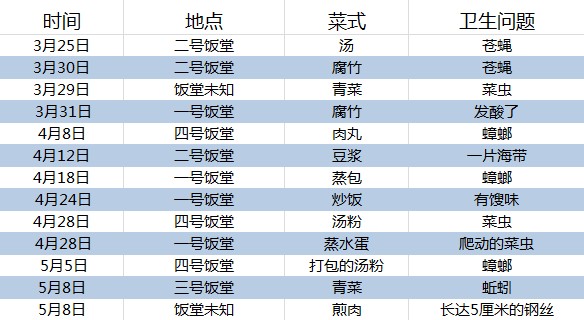 时间 地点 菜式 卫生问题
3月25日 二号饭堂 汤 苍蝇
3月30日 二号饭堂 腐竹 苍蝇
3月29日 饭堂未知 青菜 菜虫
3月31日 一号饭堂 腐竹 发酸了
4月8日 四号饭堂 肉丸 蟑螂
4月12日 二号饭堂 豆浆 一片海带
4月18日 一号饭堂 蒸包 蟑螂
4月24日 一号饭堂 炒饭 有馊味
4月28日 四号饭堂 汤粉 菜虫
4月28日 一号饭堂 蒸水蛋 爬动的菜虫
5月5日 四号饭堂 打包的汤粉 蟑螂
5月8日 三号饭堂 青菜 蚯蚓
5月8日 饭堂未知 煎肉 长达5厘米的钢丝